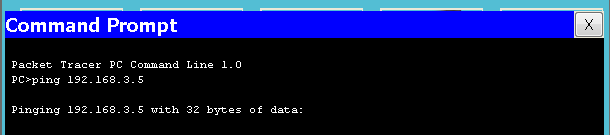 Command Prompt
X
Packet Tracer PC Command Line 1.0
PC>ping 192.168.3.5
Pinging 192.168.3.5 with 32 bytes of data: